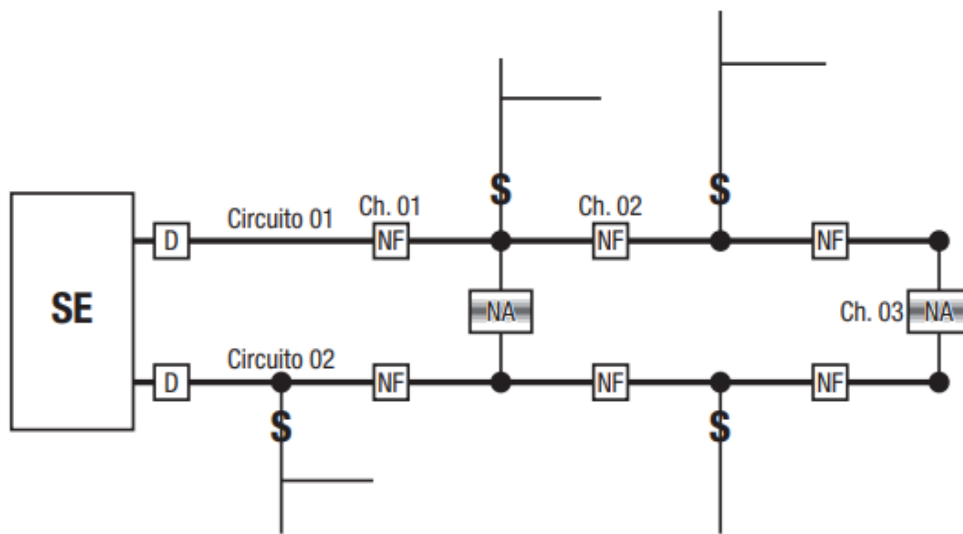 S
S
D
Circuito 01
Ch. 01
NF
Ch. 02
NF
NF
SE
NA
Ch. 03
NA
D
Circuito 02
NF
NF
NF
S
S